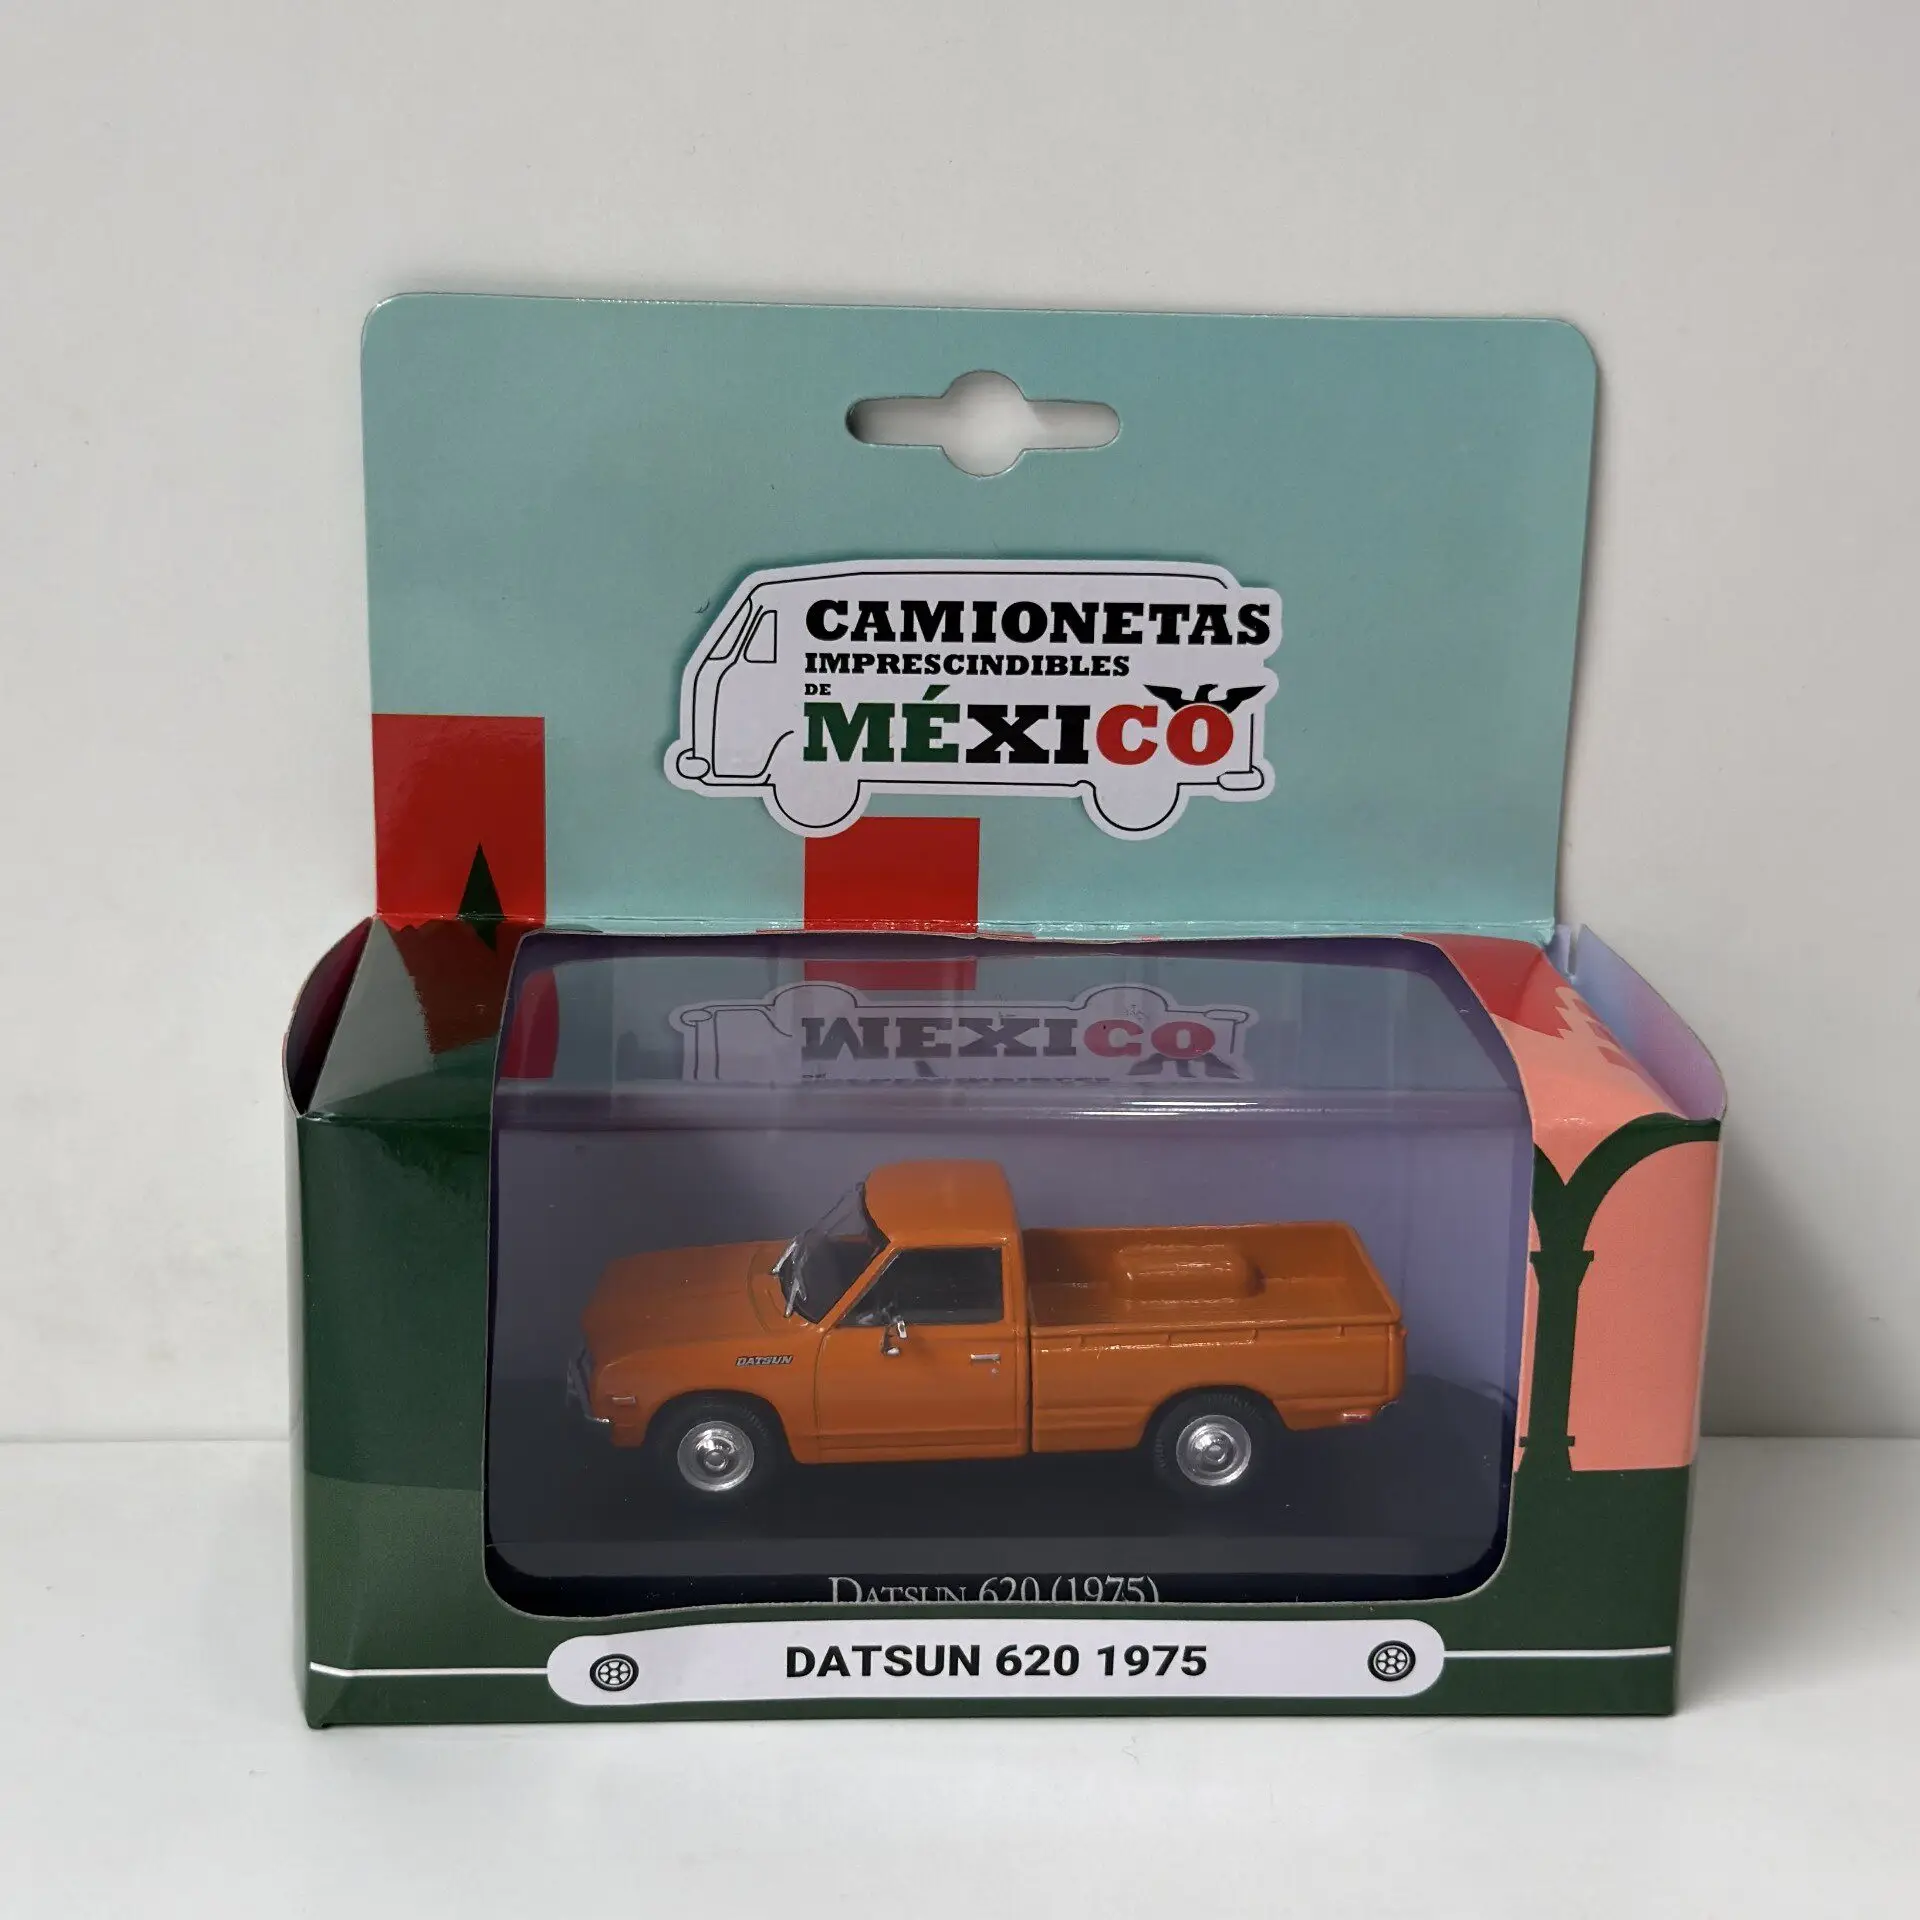 CAMIONETAS
IMPRESCINDIBLES
DE
MÉXICO
MEXICO
DATSUN
DATSUN 620 (1975)
DATSUN 620 1975